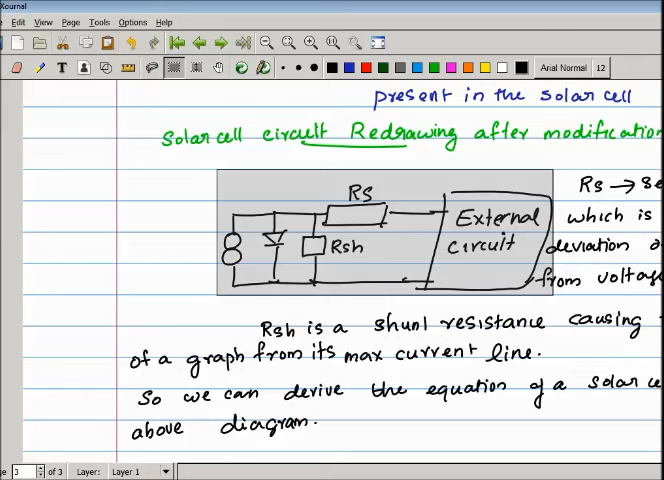 Xournal
Edit View Page Tools Options Help
T
Arial Normal 12
present in the solar cell
Solar cell circuit Redrawing after modification
Rs
Rs → se
External
which is
Rsh
circuit
deviation
from voltage
Rsh is a shunt resistance causing
of a graph from its max current line.
So we can derive the equation of a solar ce
above diagram.
ge 3 of 3 Layer: Layer 1